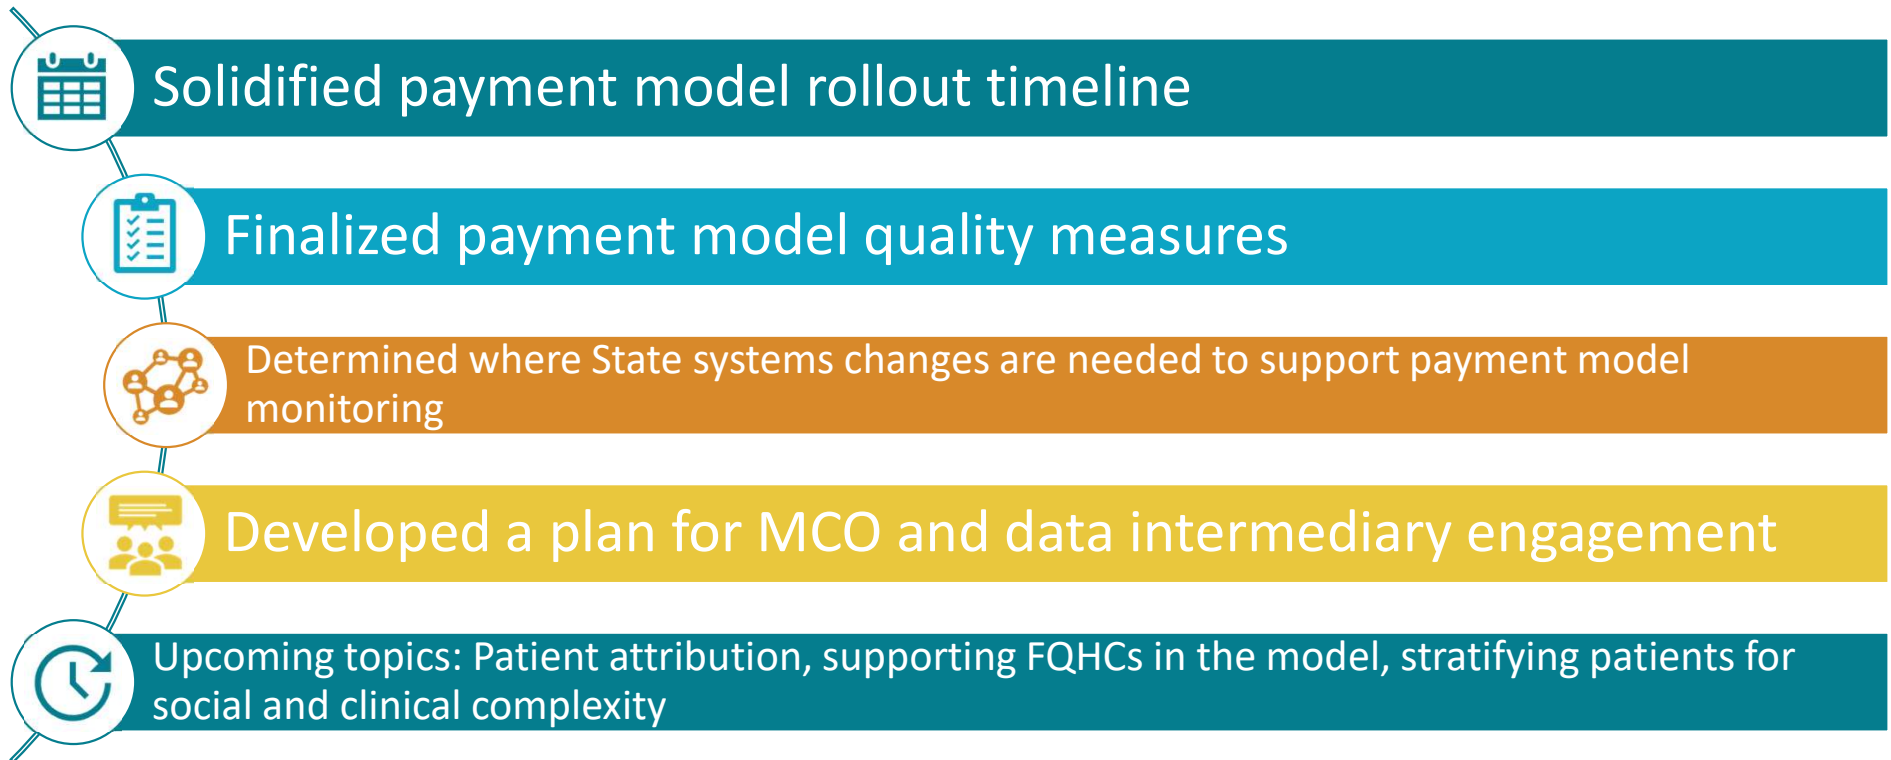 Solidified payment model rollout timeline
Finalized payment model quality measures
Determined where State systems changes are needed to support payment model
monitoring
Developed a plan for MCO and data intermediary engagement
Upcoming topics: Patient attribution, supporting FQHCs in the model, stratifying patients for
social and clinical complexity